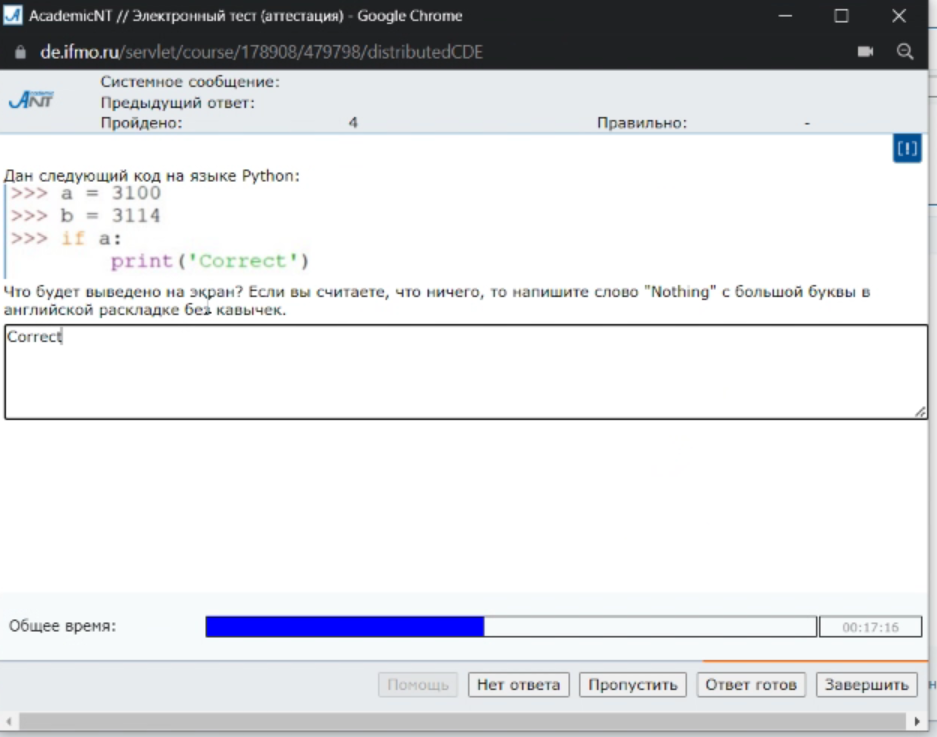 AcademicNT // Электронный тест (аттестация) - Google Chrome
de.ifmo.ru/servlet/course/178908/479798/distributedCDE
Системное сообщение:
ANT
Предыдущий ответ:
Пройдено: 4 Правильно: -
[!]
Дан следующий код на языке Python:
>>> a = 3100
>>> b = 3114
>>> if a:
print('Correct')
Что будет выведено на экран? Если вы считаете, что ничего, то напишите слово "Nothing" с большой буквы в
английской раскладке без кавычек.
Correct
Общее время: 00:17:16
Помощь Нет ответа Пропустить Ответ готов Завершить